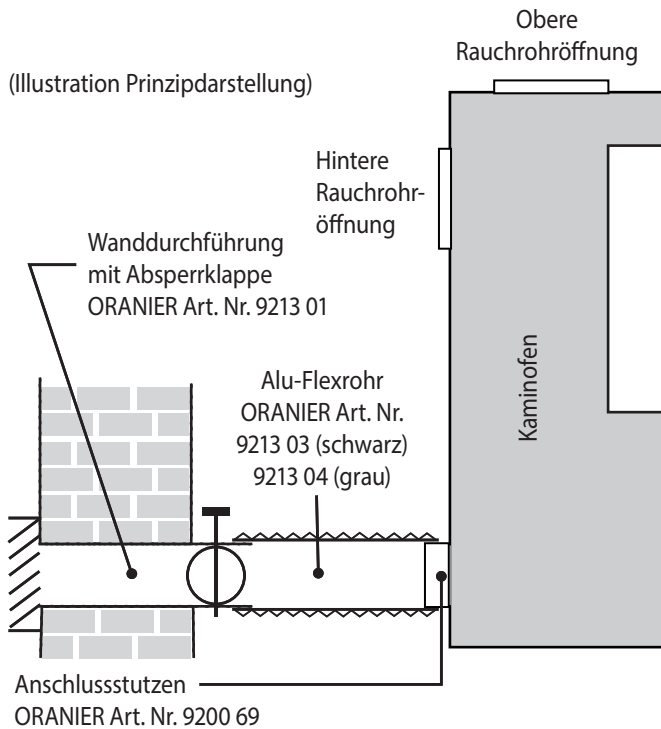 Obere
Rauchrohröffnung
(Illustration Prinzipdarstellung)
Hintere
Rauchrohr-
öffnung
Wanddurchführung
mit Absperrklappe
ORANIER Art. Nr. 9213 01
Alu-Flexrohr
ORANIER Art. Nr.
9213 03 (schwarz)
9213 04 (grau)
Kaminofen
Anschlussstutzen
ORANIER Art. Nr. 9200 69